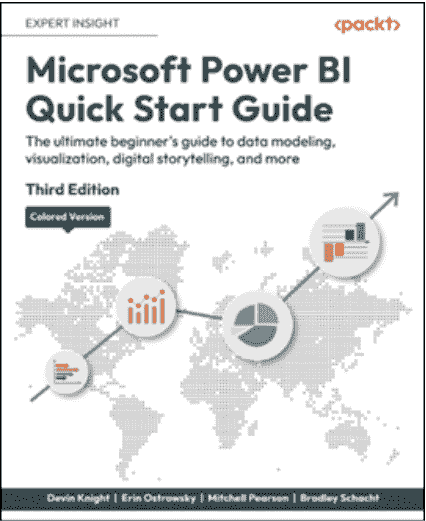 EXPERT INSIGHT
<packt>
Microsoft Power BI
Quick Start Guide
The ultimate beginner's guide to data modeling,
visualization, digital storytelling, and more
Third Edition
Colored Version
Devin Knight | Erin Ostrowsky | Mitchell Pearson | Bradley Schacht